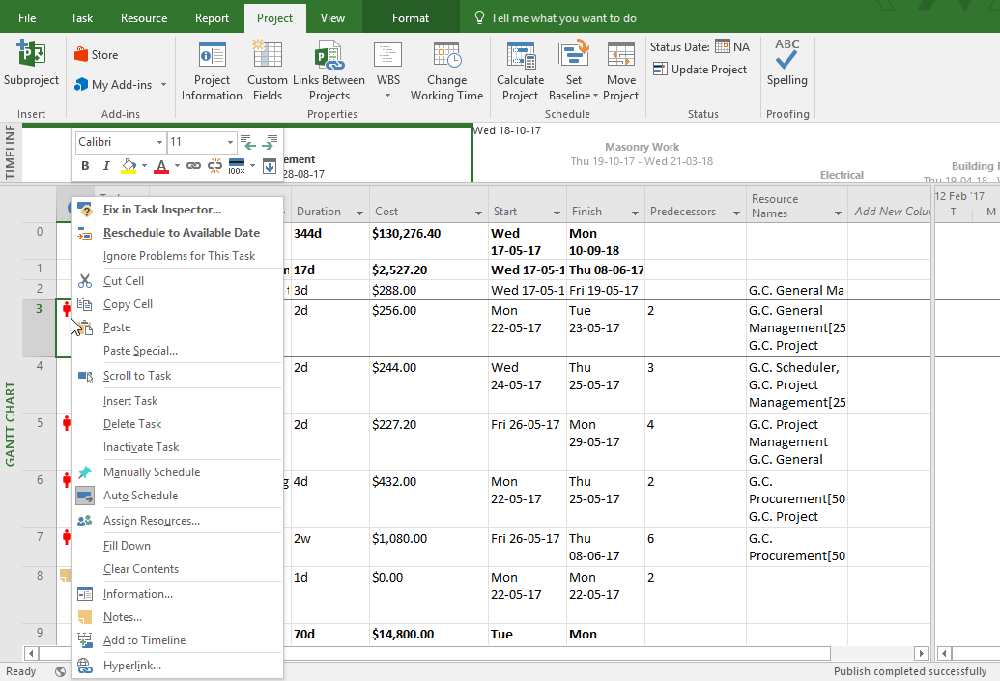 File Task Resource Report Project View Format Tell me what you want to do
Subproject
Store
My Add-ins
Project
Information
Custom
Fields
Links Between
Projects
WBS
Change
Working Time
Calculate
Project
Set
Baseline
Move
Project
Status Date: NA
Update Project
ABC
Spelling
Insert Add-ins Properties Schedule Status Proofing
TIMELINE
Wed 18-10-17
Calibri 11
B I A 100%
ement
28-08-17
Masonry Work
Thu 19-10-17 - Wed 21-03-18
Electrical
Building
Thu 19-04-18
GANTT CHART
Duration Cost Start Finish Predecessors Resource
Names Add New Colu
12 Feb '17
T M
0 344d $130,276.40 Wed
17-05-17 Mon
10-09-18
1 17d $2,527.20 Wed 17-05-1 Thu 08-06-17
2 3d $288.00 Wed 17-05-1 Fri 19-05-17 G.C. General Ma
3 2d $256.00 Mon
22-05-17 Tue
23-05-17 2 G.C. General
Management[25
G.C. Project
4 2d $244.00 Wed
24-05-17 Thu
25-05-17 3 G.C. Scheduler,
G.C. Project
Management[25
5 2d $227.20 Fri 26-05-17 Mon
29-05-17 4 G.C. Project
Management
G.C. General
6 g 4d $432.00 Mon
22-05-17 Thu
25-05-17 2 G.C.
Procurement[50
G.C. Project
7 2w $1,080.00 Fri 26-05-17 Thu
08-06-17 6 G.C.
Procurement[50
8 1d $0.00 Mon
22-05-17 Mon
22-05-17 2
9 70d $14,800.00 Tue Mon
Fix in Task Inspector...
Reschedule to Available Date
Ignore Problems for This Task
Cut Cell
Copy Cell
Paste
Paste Special...
Scroll to Task
Insert Task
Delete Task
Inactivate Task
Manually Schedule
Auto Schedule
Assign Resources...
Fill Down
Clear Contents
Information...
Notes...
Add to Timeline
Hyperlink...
Ready Publish completed successfully